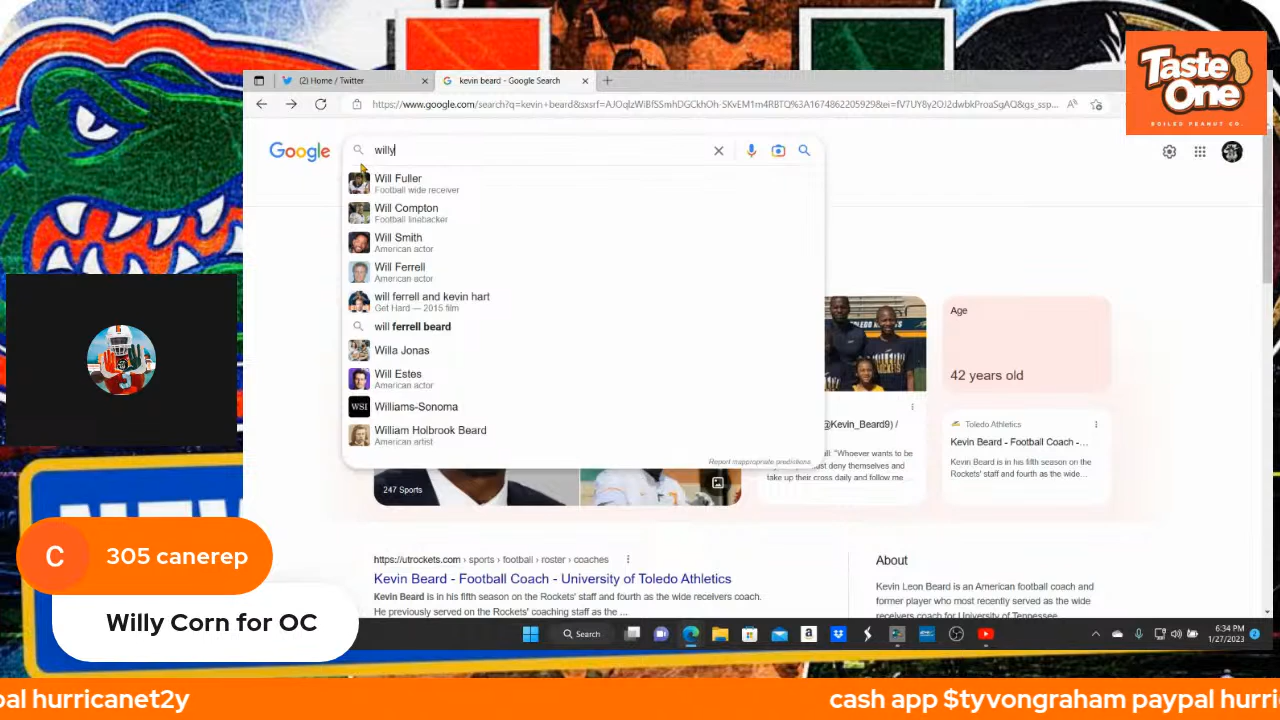 (2) Home / Twitter
kevin beard - Google Search
https://www.google.com/search?q=kevin+beard&sxsrf=
Taste One
BOILED PEANUT CO.
Google
willy
Will Fuller
Football wide receiver
Will Compton
Football linebacker
Will Smith
American actor
Will Ferrell
American actor
will ferrell and kevin hart
Get Hard — 2015 film
will ferrell beard
Willa Jonas
Will Estes
American actor
WSI Williams-Sonoma
William Holbrook Beard
American artist
Report inappropriate predictions
Age
42 years old
@Kevin_Beard9) /
"Whoever wants to be
deny themselves and
take up their cross daily and follow me...
Toledo Athletics
Kevin Beard - Football Coach -...
Kevin Beard is in his fifth season on the
Rockets' staff and fourth as the wide...
247 Sports
https://utrockets.com › sports › football › roster › coaches
Kevin Beard - Football Coach - University of Toledo Athletics
Kevin Beard is in his fifth season on the Rockets' staff and fourth as the wide receivers coach.
He previously served on the Rockets' coaching staff as the ...
About
Kevin Leon Beard is an American football coach and
former player who most recently served as the wide
receivers coach for University of Tennessee.
C 305 canerep
Willy Corn for OC
Search
6:34 PM
1/27/2023
2
pal hurricanet2y
cash app $tyvongraham paypal hurri